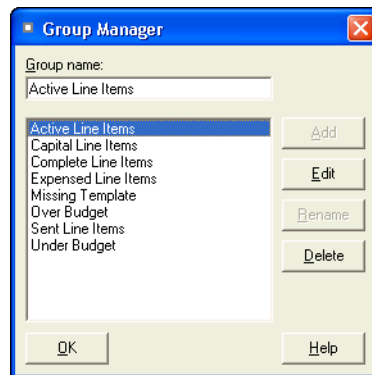 Group Manager
Group name:
Active Line Items
Active Line Items
Capital Line Items
Complete Line Items
Expensed Line Items
Missing Template
Over Budget
Sent Line Items
Under Budget
Add
Edit
Rename
Delete
OK
Help